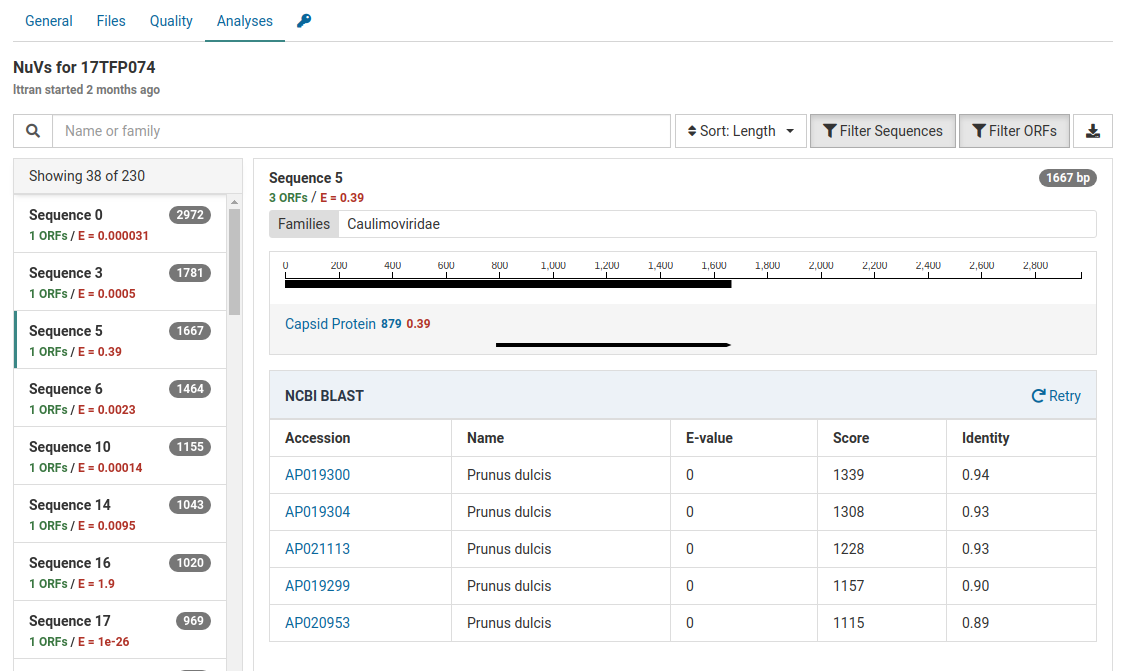 General Files Quality Analyses
NuVs for 17TFP074
lttran started 2 months ago
Name or family
Sort: Length
Filter Sequences
Filter ORFs
Showing 38 of 230
Sequence 0 2972
1 ORFs / E = 0.000031
Sequence 3 1781
1 ORFs / E = 0.0005
Sequence 5 1667
1 ORFs / E = 0.39
Sequence 6 1464
1 ORFs / E = 0.0023
Sequence 10 1155
1 ORFs / E = 0.00014
Sequence 14 1043
1 ORFs / E = 0.0095
Sequence 16 1020
1 ORFs / E = 1.9
Sequence 17 969
1 ORFs / E = 1e-26
Sequence 5 1667 bp
3 ORFs / E = 0.39
Families Caulimoviridae
0 200 400 600 800 1,000 1,200 1,400 1,600 1,800 2,000 2,200 2,400 2,600 2,800
Capsid Protein 879 0.39
NCBI BLAST Retry
Accession Name E-value Score Identity
AP019300 Prunus dulcis 0 1339 0.94
AP019304 Prunus dulcis 0 1308 0.93
AP021113 Prunus dulcis 0 1228 0.93
AP019299 Prunus dulcis 0 1157 0.90
AP020953 Prunus dulcis 0 1115 0.89